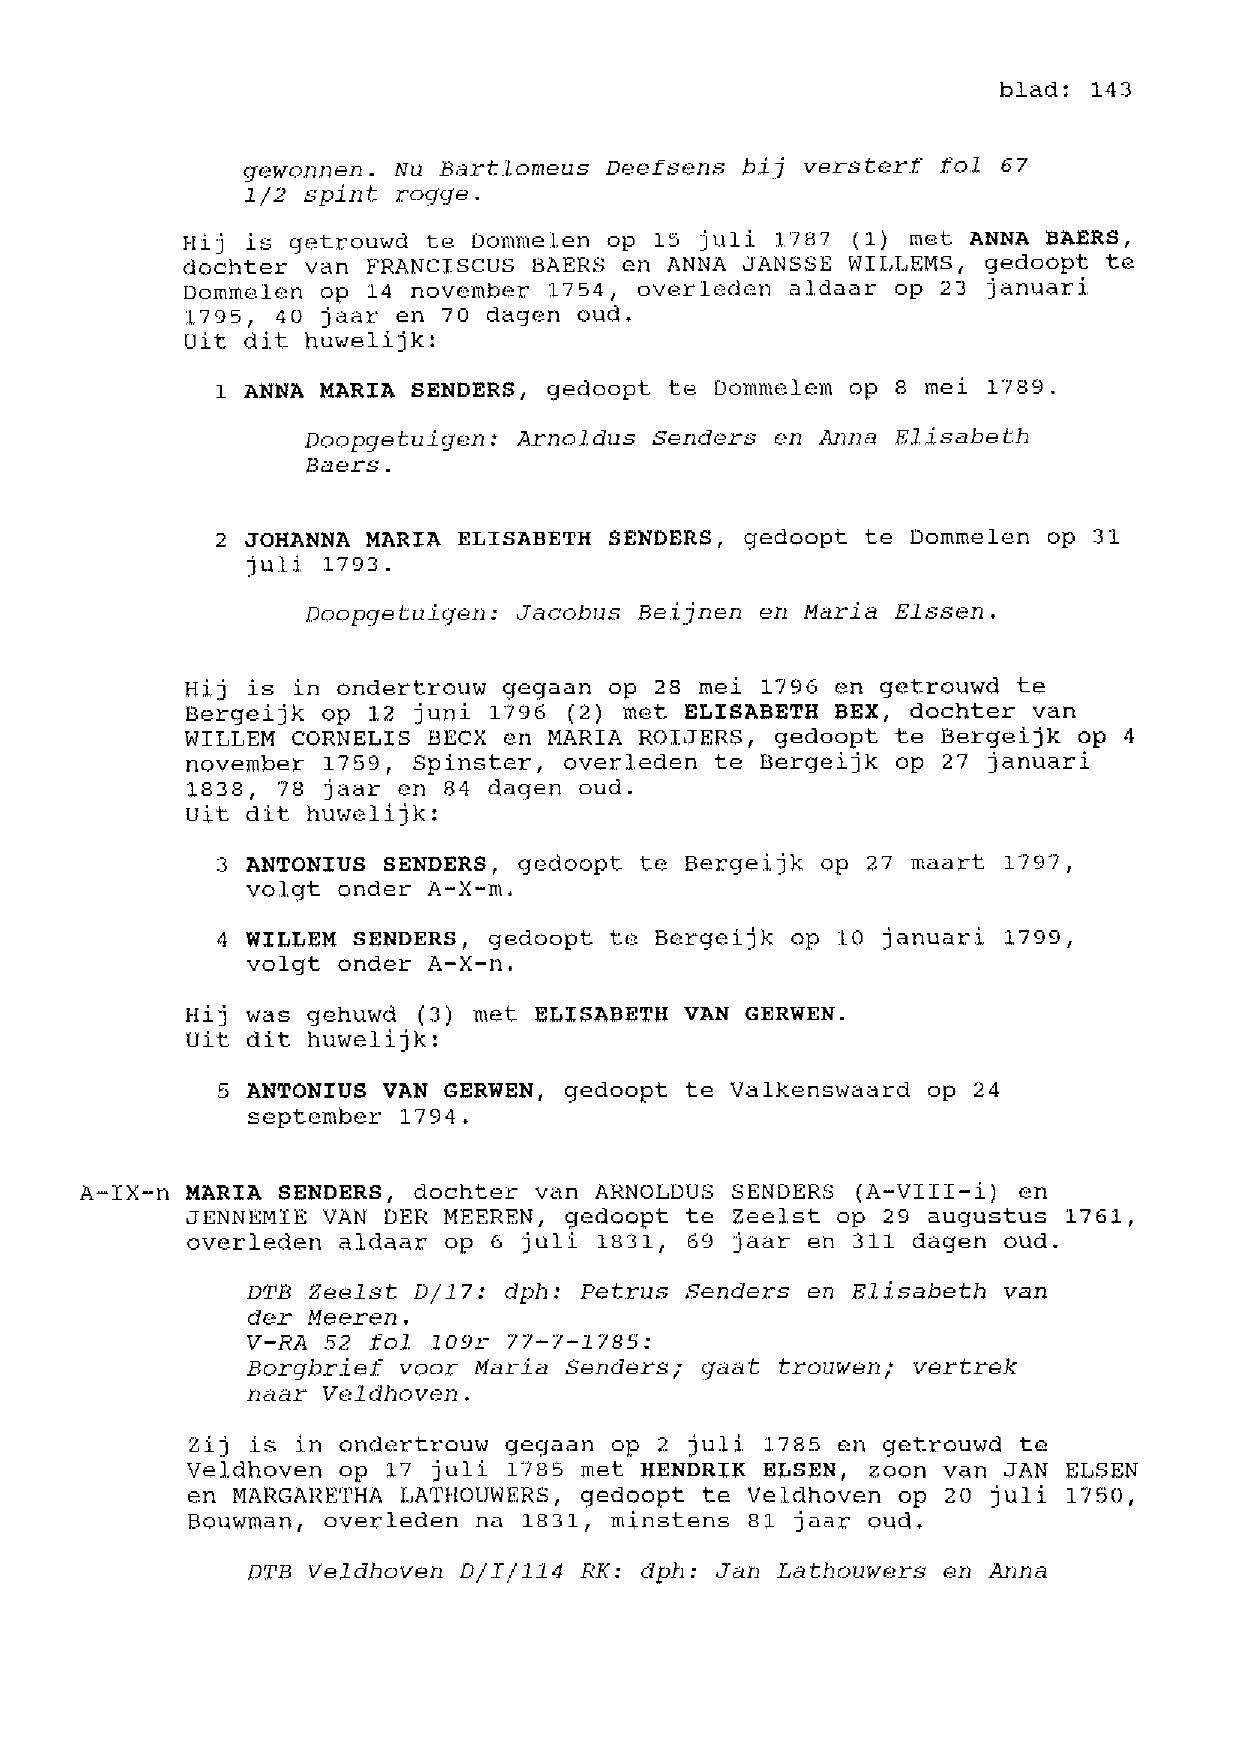 blad: 143
gewonnen. Nu Bartlomeus Deefsens bij versterf fol 67
1/2 spint rogge.
Hij is getrouwd te Dommelen op 15 juli 1787 (1) met ANNA BAERS,
dochter van FRANCISCUS BAERS en ANNA JANSSE WILLEMS, gedoopt te
Dommelen op 14 november 1754, overleden aldaar op 23 januari
1795, 40 jaar en 70 dagen oud.
Uit dit huwelijk:
1 ANNA MARIA SENDERS, gedoopt te Dommelem op 8 mei 1789.
Doopgetuigen: Arnoldus Senders en Anna Elisabeth
Baers.
2 JOHANNA MARIA ELISABETH SENDERS, gedoopt te Dommelen op 31
juli 1793.
Doopgetuigen: Jacobus Beijnen en Maria Elssen.
Hij is in ondertrouw gegaan op 28 mei 1796 en getrouwd te
Bergeijk op 12 juni 1796 (2) met ELISABETH BEX, dochter van
WILLEM CORNELIS BECX en MARIA ROIJERS, gedoopt te Bergeijk op 4
november 1759, Spinster, overleden te Bergeijk op 27 januari
1838, 78 jaar en 84 dagen oud.
Uit dit huwelijk:
3 ANTONIUS SENDERS, gedoopt te Bergeijk op 27 maart 1797,
volgt onder A-X-m.
4 WILLEM SENDERS, gedoopt te Bergeijk op 10 januari 1799,
volgt onder A-X-n.
Hij was gehuwd (3) met ELISABETH VAN GERWEN.
Uit dit huwelijk:
5 ANTONIUS VAN GERWEN, gedoopt te Valkenswaard op 24
september 1794.
A-IX-n MARIA SENDERS, dochter van ARNOLDUS SENDERS (A-VIII-i) en
JENNEMIE VAN DER MEEREN, gedoopt te Zeelst op 29 augustus 1761,
overleden aldaar op 6 juli 1831, 69 jaar en 311 dagen oud.
DTB Zeelst D/17: dph: Petrus Senders en Elisabeth van
der Meeren.
V-RA 52 fol 109r 77-7-1785:
Borgbrief voor Maria Senders; gaat trouwen; vertrek
naar Veldhoven.
Zij is in ondertrouw gegaan op 2 juli 1785 en getrouwd te
Veldhoven op 17 juli 1785 met HENDRIK ELSEN, zoon van JAN ELSEN
en MARGARETHA LATHOUWERS, gedoopt te Veldhoven op 20 juli 1750,
Bouwman, overleden na 1831, minstens 81 jaar oud.
DTB Veldhoven D/I/114 RK: dph: Jan Lathouwers en Anna